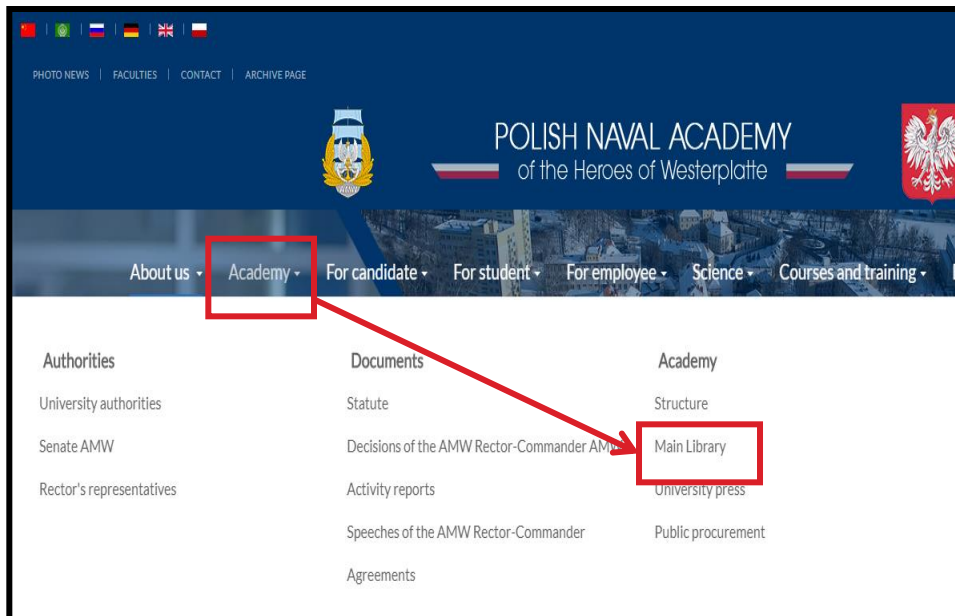 PHOTO NEWS | FACULTIES | CONTACT | ARCHIVE PAGE
POLISH NAVAL ACADEMY
of the Heroes of Westerplatte
About us Academy For candidate For student For employee Science Courses and training
Authorities Documents Academy
University authorities Statute Structure
Senate AMW Decisions of the AMW Rector-Commander Main Library
Rector's representatives Activity reports University press
Speeches of the AMW Rector-Commander Public procurement
Agreements